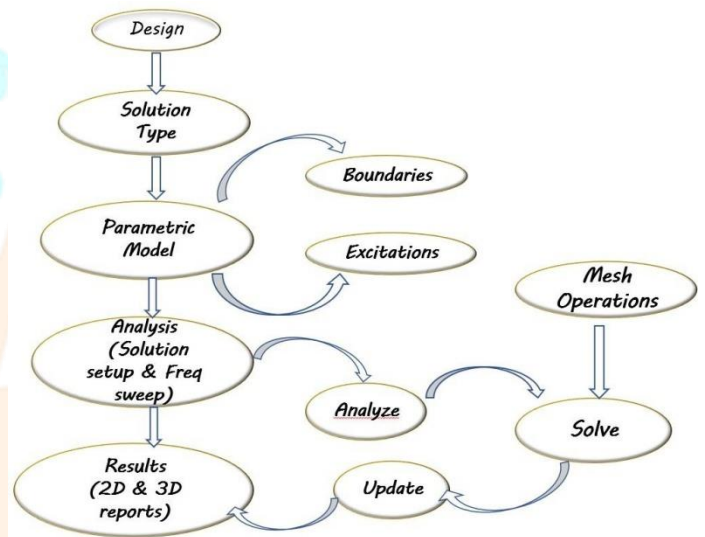 Design
Solution
Type
Boundaries
Parametric
Model
Excitations
Mesh
Operations
Analysis
(Solution
setup & Freq
sweep)
Analyze
Solve
Results
(2D & 3D
reports)
Update